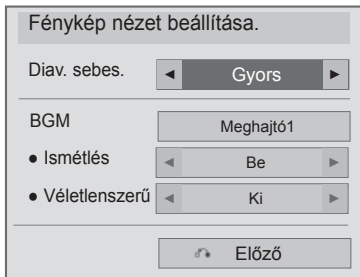 Fénykép nézet beállítása.
Diav. sebes. ◄ Gyors ►
BGM Meghajtó1
● Ismétlés ◄ Be ►
● Véletlenszerű ◄ Ki ►
Előző